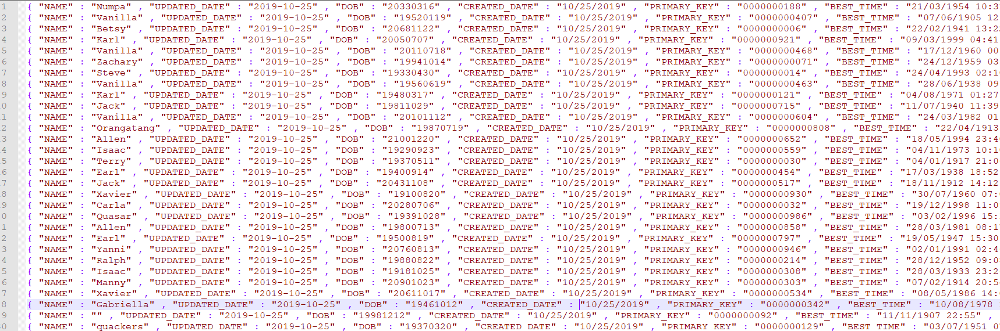 1 { "NAME" : "Numpa" , "UPDATED_DATE" : "2019-10-25" , "DOB" : "20330316" , "CREATED_DATE" : "10/25/2019" , "PRIMARY_KEY" : "0000000188" , "BEST_TIME" : "21/03/1954 10:3
2 { "NAME" : "Vanilla" , "UPDATED_DATE" : "2019-10-25" , "DOB" : "19520119" , "CREATED_DATE" : "10/25/2019" , "PRIMARY_KEY" : "0000000407" , "BEST_TIME" : "07/06/1905 12
3 { "NAME" : "Betsy" , "UPDATED_DATE" : "2019-10-25" , "DOB" : "20681122" , "CREATED_DATE" : "10/25/2019" , "PRIMARY_KEY" : "0000000006" , "BEST_TIME" : "22/02/1941 13:2
4 { "NAME" : "Karl" , "UPDATED_DATE" : "2019-10-25" , "DOB" : "20050707" , "CREATED_DATE" : "10/25/2019" , "PRIMARY_KEY" : "0000000921" , "BEST_TIME" : "09/03/1999 04:41
5 { "NAME" : "Vanilla" , "UPDATED_DATE" : "2019-10-25" , "DOB" : "20110718" , "CREATED_DATE" : "10/25/2019" , "PRIMARY_KEY" : "0000000468" , "BEST_TIME" : "17/12/1960 00
6 { "NAME" : "Zachary" , "UPDATED_DATE" : "2019-10-25" , "DOB" : "19941014" , "CREATED_DATE" : "10/25/2019" , "PRIMARY_KEY" : "0000000071" , "BEST_TIME" : "24/12/1959 03
7 { "NAME" : "Steve" , "UPDATED_DATE" : "2019-10-25" , "DOB" : "19330430" , "CREATED_DATE" : "10/25/2019" , "PRIMARY_KEY" : "0000000014" , "BEST_TIME" : "24/04/1993 02:1
8 { "NAME" : "Vanilla" , "UPDATED_DATE" : "2019-10-25" , "DOB" : "19560619" , "CREATED_DATE" : "10/25/2019" , "PRIMARY_KEY" : "0000000463" , "BEST_TIME" : "28/06/1938 09
9 { "NAME" : "Karl" , "UPDATED_DATE" : "2019-10-25" , "DOB" : "19480317" , "CREATED_DATE" : "10/25/2019" , "PRIMARY_KEY" : "0000000121" , "BEST_TIME" : "04/08/1971 01:27
0 { "NAME" : "Jack" , "UPDATED_DATE" : "2019-10-25" , "DOB" : "19811029" , "CREATED_DATE" : "10/25/2019" , "PRIMARY_KEY" : "0000000715" , "BEST_TIME" : "11/07/1940 11:39
1 { "NAME" : "Vanilla" , "UPDATED_DATE" : "2019-10-25" , "DOB" : "20101112" , "CREATED_DATE" : "10/25/2019" , "PRIMARY_KEY" : "0000000604" , "BEST_TIME" : "24/03/1982 01
2 { "NAME" : "Orangatang" , "UPDATED_DATE" : "2019-10-25" , "DOB" : "19870719" , "CREATED_DATE" : "10/25/2019" , "PRIMARY_KEY" : "0000000808" , "BEST_TIME" : "22/04/1913
3 { "NAME" : "Allen" , "UPDATED_DATE" : "2019-10-25" , "DOB" : "21001220" , "CREATED_DATE" : "10/25/2019" , "PRIMARY_KEY" : "0000000652" , "BEST_TIME" : "18/05/1994 23:4
4 { "NAME" : "Isaac" , "UPDATED_DATE" : "2019-10-25" , "DOB" : "19290923" , "CREATED_DATE" : "10/25/2019" , "PRIMARY_KEY" : "0000000559" , "BEST_TIME" : "04/11/1973 10:1
5 { "NAME" : "Terry" , "UPDATED_DATE" : "2019-10-25" , "DOB" : "19370511" , "CREATED_DATE" : "10/25/2019" , "PRIMARY_KEY" : "0000000030" , "BEST_TIME" : "04/01/1917 21:0
6 { "NAME" : "Earl" , "UPDATED_DATE" : "2019-10-25" , "DOB" : "19400914" , "CREATED_DATE" : "10/25/2019" , "PRIMARY_KEY" : "0000000454" , "BEST_TIME" : "17/03/1938 18:52
7 { "NAME" : "Jack" , "UPDATED_DATE" : "2019-10-25" , "DOB" : "20431108" , "CREATED_DATE" : "10/25/2019" , "PRIMARY_KEY" : "0000000517" , "BEST_TIME" : "18/11/1912 14:12
8 { "NAME" : "Xavier" , "UPDATED_DATE" : "2019-10-25" , "DOB" : "19100820" , "CREATED_DATE" : "10/25/2019" , "PRIMARY_KEY" : "0000000930" , "BEST_TIME" : "30/07/1960 07:
9 { "NAME" : "Carla" , "UPDATED_DATE" : "2019-10-25" , "DOB" : "20280706" , "CREATED_DATE" : "10/25/2019" , "PRIMARY_KEY" : "0000000032" , "BEST_TIME" : "19/12/1998 11:0
0 { "NAME" : "Quasar" , "UPDATED_DATE" : "2019-10-25" , "DOB" : "19391028" , "CREATED_DATE" : "10/25/2019" , "PRIMARY_KEY" : "0000000986" , "BEST_TIME" : "03/02/1996 15:
1 { "NAME" : "Allen" , "UPDATED_DATE" : "2019-10-25" , "DOB" : "19800713" , "CREATED_DATE" : "10/25/2019" , "PRIMARY_KEY" : "0000000858" , "BEST_TIME" : "28/03/1981 08:1
2 { "NAME" : "Earl" , "UPDATED_DATE" : "2019-10-25" , "DOB" : "19500819" , "CREATED_DATE" : "10/25/2019" , "PRIMARY_KEY" : "0000000797" , "BEST_TIME" : "19/05/1947 15:30
3 { "NAME" : "Yanni" , "UPDATED_DATE" : "2019-10-25" , "DOB" : "20760813" , "CREATED_DATE" : "10/25/2019" , "PRIMARY_KEY" : "0000000946" , "BEST_TIME" : "02/01/1991 02:4
4 { "NAME" : "Ralph" , "UPDATED_DATE" : "2019-10-25" , "DOB" : "19880822" , "CREATED_DATE" : "10/25/2019" , "PRIMARY_KEY" : "0000000214" , "BEST_TIME" : "28/12/1952 09:0
5 { "NAME" : "Isaac" , "UPDATED_DATE" : "2019-10-25" , "DOB" : "19181025" , "CREATED_DATE" : "10/25/2019" , "PRIMARY_KEY" : "0000000308" , "BEST_TIME" : "28/03/1933 23:2
6 { "NAME" : "Manny" , "UPDATED_DATE" : "2019-10-25" , "DOB" : "20901023" , "CREATED_DATE" : "10/25/2019" , "PRIMARY_KEY" : "0000000303" , "BEST_TIME" : "07/02/1914 20:5
7 { "NAME" : "Xavier" , "UPDATED_DATE" : "2019-10-25" , "DOB" : "20611017" , "CREATED_DATE" : "10/25/2019" , "PRIMARY_KEY" : "0000000534" , "BEST_TIME" : "08/05/1986 14:
8 { "NAME" : "Gabriella" , "UPDATED_DATE" : "2019-10-25" , "DOB" : "19461012" , "CREATED_DATE" : "10/25/2019" , "PRIMARY_KEY" : "0000000342" , "BEST_TIME" : "10/08/1978
9 { "NAME" : "" , "UPDATED_DATE" : "2019-10-25" , "DOB" : "19981212" , "CREATED_DATE" : "10/25/2019" , "PRIMARY_KEY" : "0000000092" , "BEST_TIME" : "11/11/1907 22:55" ,
0 { "NAME" : "quackers" , "UPDATED_DATE" : "2019-10-25" , "DOB" : "19370320" , "CREATED_DATE" : "10/25/2019" , "PRIMARY_KEY" : "0000000129" , "BEST_TIME" : "03/07/1951 0